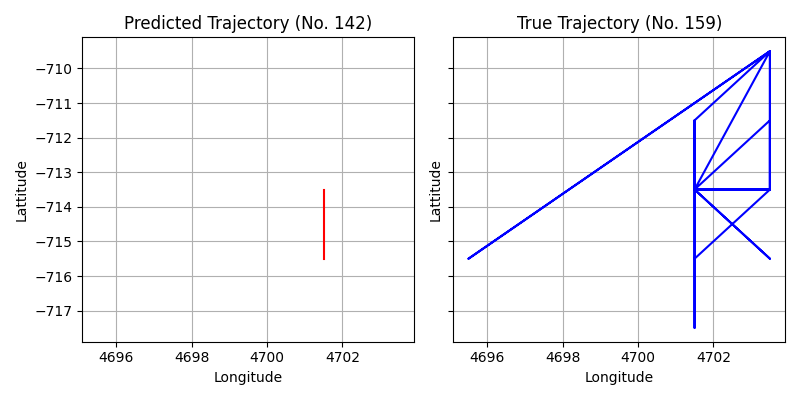 Predicted Trajectory (No. 142)
True Trajectory (No. 159)
−710
−711
−712
−713
−714
−715
−716
−717
Lattitude
4696
4698
4700
4702
Longitude
Lattitude
4696
4698
4700
4702
Longitude